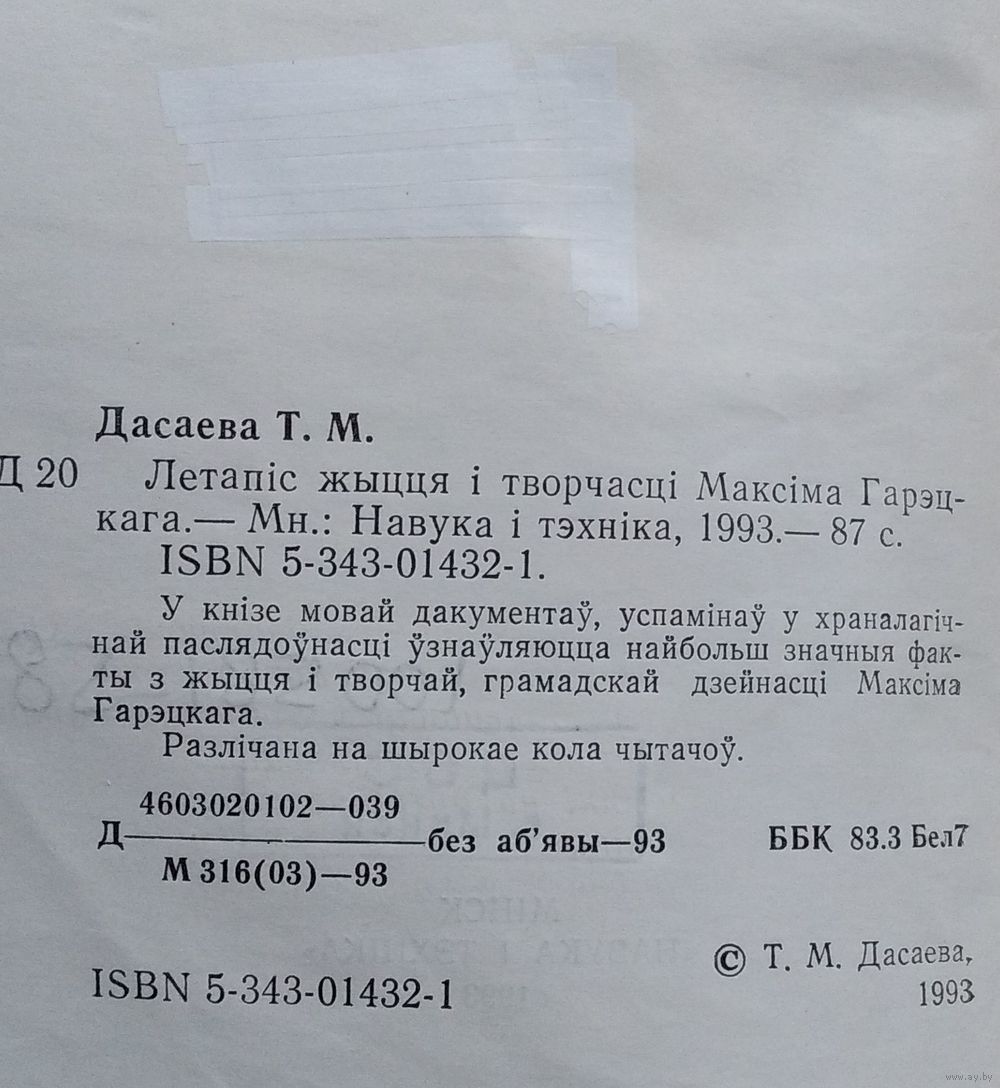 Дасаева Т. М.
Д 20 Летапіс жыцця і творчасці Максіма Гарэц-
кага.— Мн.: Навука і тэхніка, 1993.— 87 с.
ISBN 5-343-01432-1.
У кнізе мовай дакументаў, успамінаў у храналагіч-
най паслядоўнасці ўзнаўляюцца найбольш значныя фак-
ты з жыцця і творчай, грамадскай дзейнасці Максіма
Гарэцкага.
Разлічана на шырокае кола чытачоў.
4603020102—039
Д———без аб'явы—93 ББК 83.3 Бел7
М 316(03)—93
© Т. М. Дасаева,
1993
ISBN 5-343-01432-1
www.ay.by